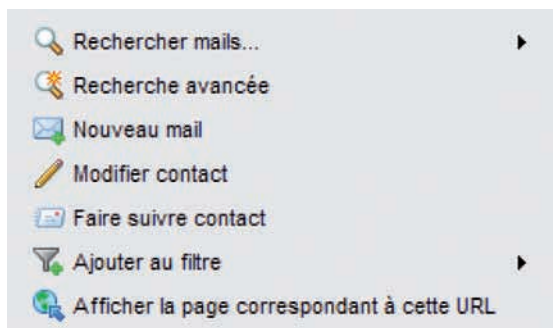 Rechercher mails...
Recherche avancée
Nouveau mail
Modifier contact
Faire suivre contact
Ajouter au filtre
Afficher la page correspondant à cette URL